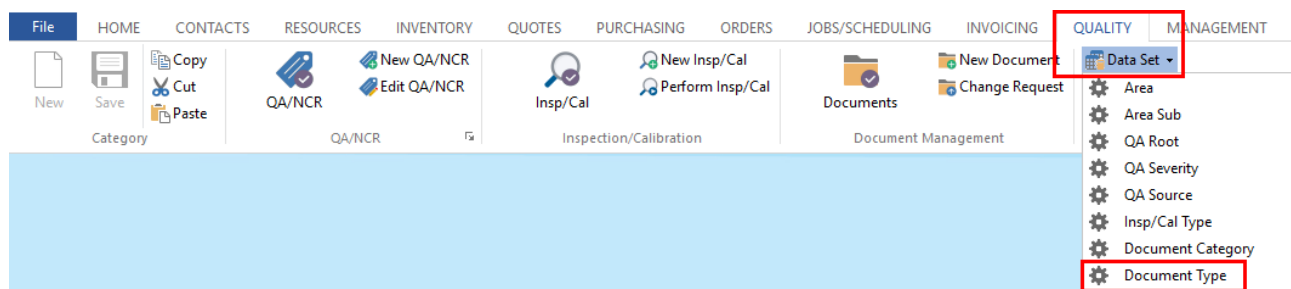 File HOME CONTACTS RESOURCES INVENTORY QUOTES PURCHASING ORDERS JOBS/SCHEDULING INVOICING QUALITY MANAGEMENT
New
Save
Copy
Cut
Paste
Category
QA/NCR
New QA/NCR
Edit QA/NCR
QA/NCR
Insp/Cal
New Insp/Cal
Perform Insp/Cal
Inspection/Calibration
Documents
New Document
Change Request
Document Management
Data Set
Area
Area Sub
QA Root
QA Severity
QA Source
Insp/Cal Type
Document Category
Document Type